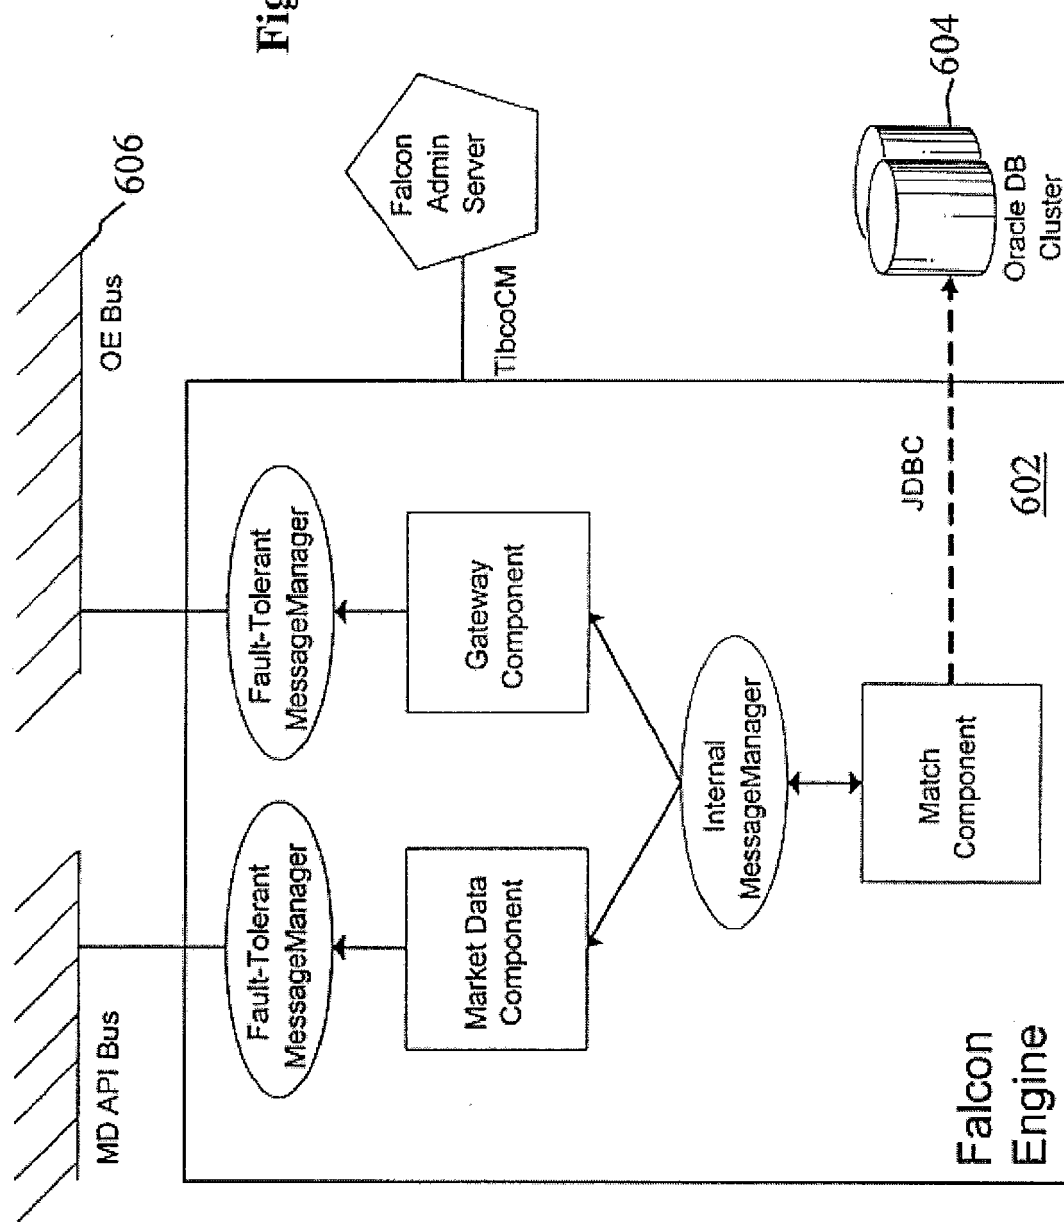 Fig
606
MD API Bus
OE Bus
Fault-Tolerant
MessageManager
Fault-Tolerant
MessageManager
Falcon
Admin
Server
TibcoCM
Market Data
Component
Gateway
Component
Internal
MessageManager
Match
Component
JDBC
604
Oracle DB
Cluster
602
Falcon
Engine